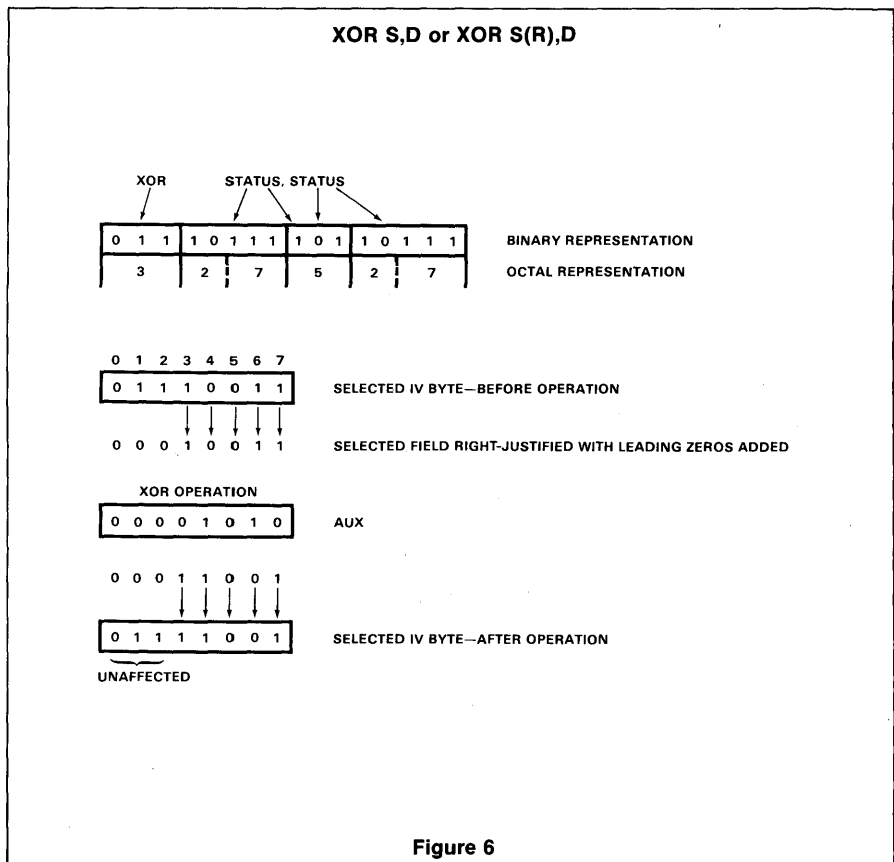 XOR S,D or XOR S(R),D
XOR STATUS, STATUS
0 1 1 1 0 1 1 1 1 0 1 1 0 1 1 1 BINARY REPRESENTATION
3 2 7 5 2 7 OCTAL REPRESENTATION
0 1 2 3 4 5 6 7
0 1 1 1 0 0 1 1 SELECTED IV BYTE—BEFORE OPERATION
0 0 0 1 0 0 1 1 SELECTED FIELD RIGHT-JUSTIFIED WITH LEADING ZEROS ADDED
XOR OPERATION
0 0 0 0 1 0 1 0 AUX
0 0 0 1 1 0 0 1
0 1 1 1 1 0 0 1 SELECTED IV BYTE—AFTER OPERATION
UNAFFECTED
Figure 6